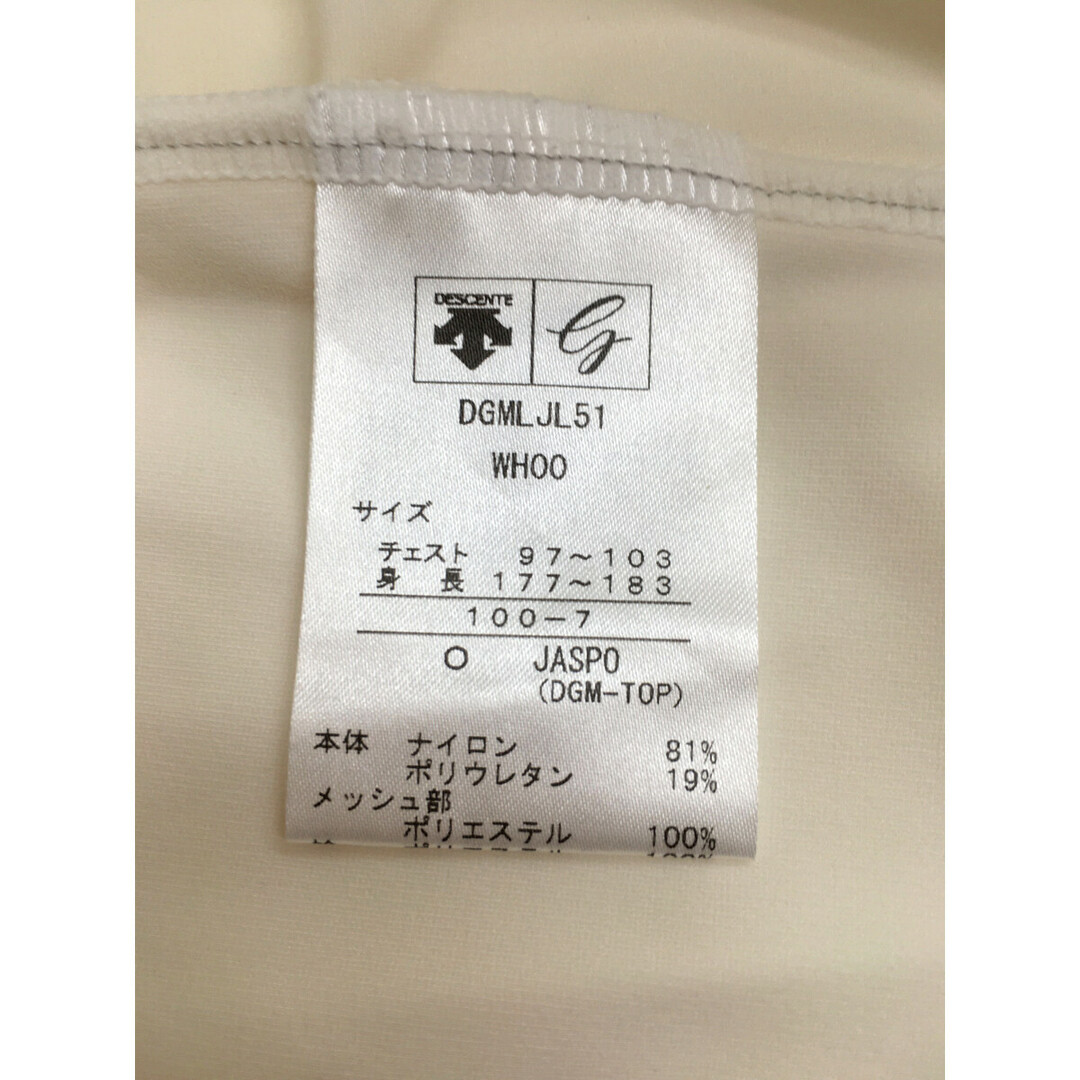 DESCENTE
G
DGMLJL51
WH00
サイズ
チェスト 97～103
身長 177～183
100-7
O JASPO
(DGM-TOP)
本体 ナイロン 81%
ポリウレタン 19%
メッシュ部
ポリエステル 100%